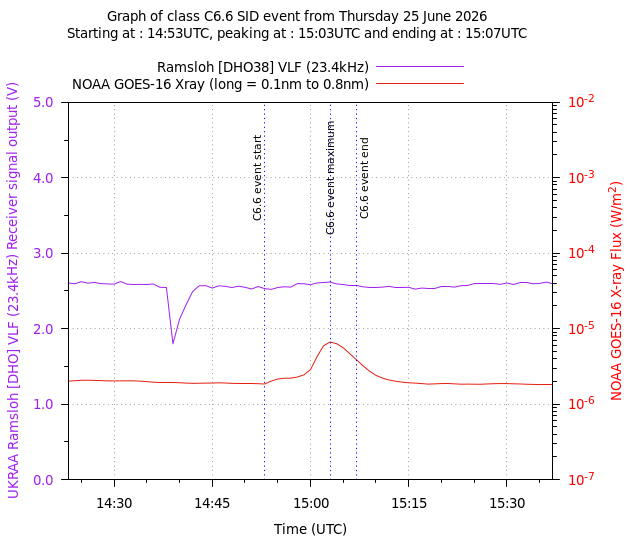 Graph of class C6.6 SID event from Thursday 25 June 2026
Starting at : 14:53UTC, peaking at : 15:03UTC and ending at : 15:07UTC
Ramsloh [DHO38] VLF (23.4kHz)
NOAA GOES-16 Xray (long = 0.1nm to 0.8nm)
UKRAA Ramsloh [DHO] VLF (23.4kHz) Receiver signal output (V)
5.0
4.0
3.0
2.0
1.0
0.0
C6.6 event start
C6.6 event maximum
C6.6 event end
10^-2
10^-3
10^-4
10^-5
10^-6
10^-7
NOAA GOES-16 X-ray Flux (W/m²)
14:30 14:45 15:00 15:15 15:30
Time (UTC)